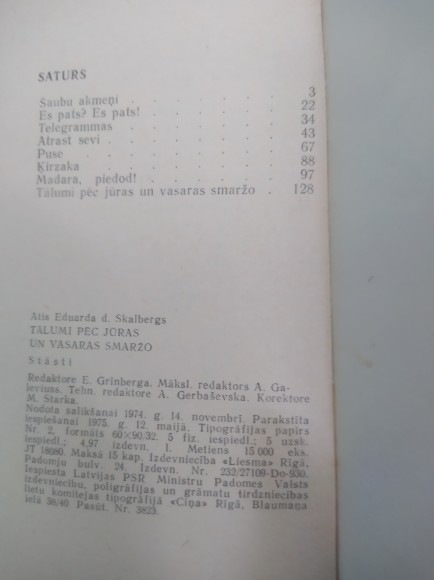 SATURS
Šaubu akmeņi . . . . . . 3
Es pats? Es pats! . . . . . . 22
Telegrammas . . . . . . 34
Atrast sevi . . . . . . 43
Puse . . . . . . 67
Ķirzaka . . . . . . 88
Madara, piedod! . . . . . . 97
Tālumi pēc jūras un vasaras smaržo . 128
Atis Eduarda d. Skalbergs
TĀLUMI PĒC JŪRAS
UN VASARAS SMARŽO
Stāsti
Redaktore E. Grinberga. Māksl. redaktors A. Ga-
leviuss. Tehn. redaktore A. Gerbaševska. Korektore
M. Starka.
Nodota salikšanai 1974. g. 14. novembrī. Parakstīta
iespiešanai 1975. g. 12. maijā. Tipogrāfijas papīrs
Nr. 2, formāts 60×90/32. 5 fiz. iespiedl.; 5 uzsk.
iespiedl.; 4,97 izdevn. l. Metiens 15 000 eks.
JT 18086. Maksā 15 kap. Izdevniecība «Liesma» Rīgā,
Padomju bulv. 24. Izdevn. Nr. 232/27109-Do-930.
Iespiesta Latvijas PSR Ministru Padomes Valsts
izdevniecību, poligrāfijas un grāmatu tirdzniecības
lietu komitejas tipogrāfijā «Cīņa» Rīgā, Blaumaņa
ielā 38/40 Pasūt. Nr. 3823.